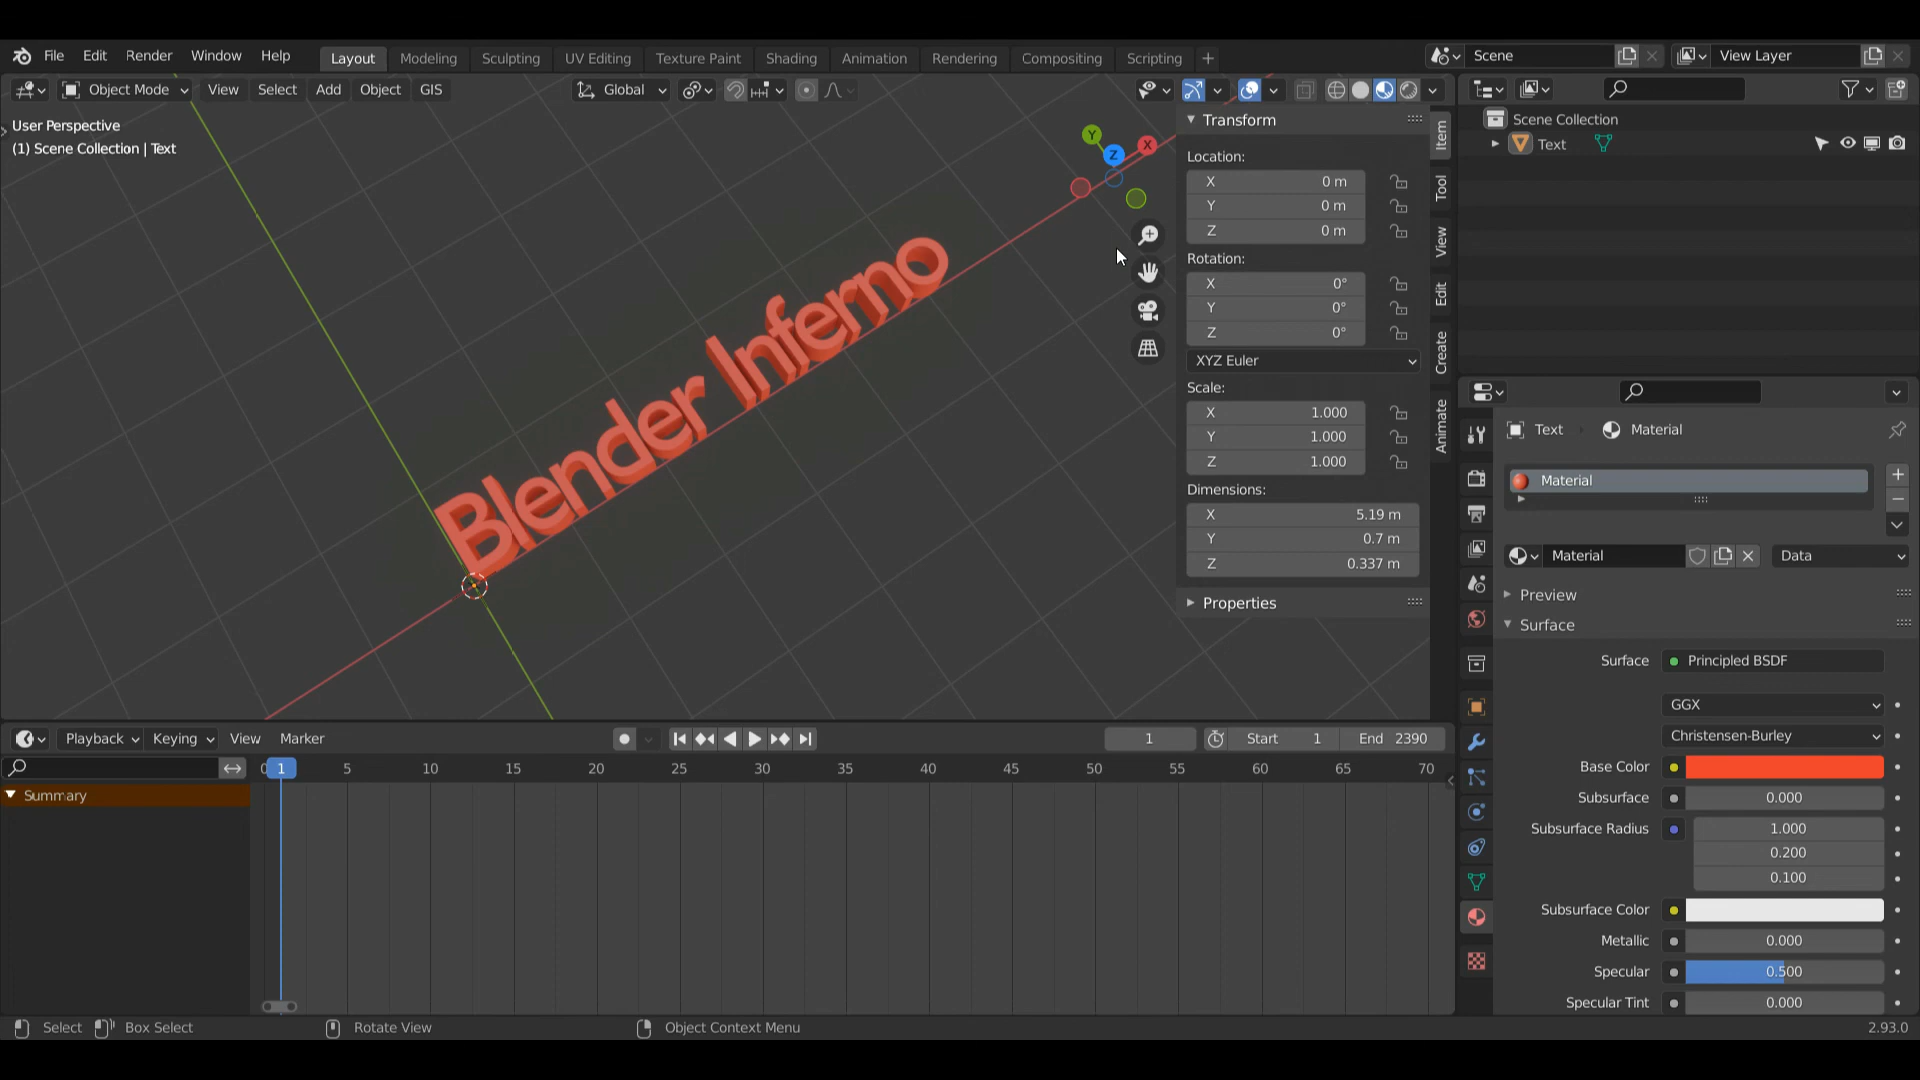 File Edit Render Window Help Layout Modeling Sculpting UV Editing Texture Paint Shading Animation Rendering Compositing Scripting + Scene View Layer
Object Mode View Select Add Object GIS Global
User Perspective
(1) Scene Collection | Text
Blender Inferno
Y
X
Z
Transform
Location:
X 0 m
Y 0 m
Z 0 m
Rotation:
X 0°
Y 0°
Z 0°
XYZ Euler
Scale:
X 1.000
Y 1.000
Z 1.000
Dimensions:
X 5.19 m
Y 0.7 m
Z 0.337 m
Properties
Item
Tool
View
Edit
Create
Animate
Scene Collection
Text
Text Material
Material
Material Data
Preview
Surface
Surface Principled BSDF
GGX
Christensen-Burley
Base Color
Subsurface 0.000
Subsurface Radius 1.000
0.200
0.100
Subsurface Color
Metallic 0.000
Specular 0.500
Specular Tint 0.000
Playback Keying View Marker 1 Start 1 End 2390
0 1 5 10 15 20 25 30 35 40 45 50 55 60 65 70
Summary
Select Box Select Rotate View Object Context Menu 2.93.0